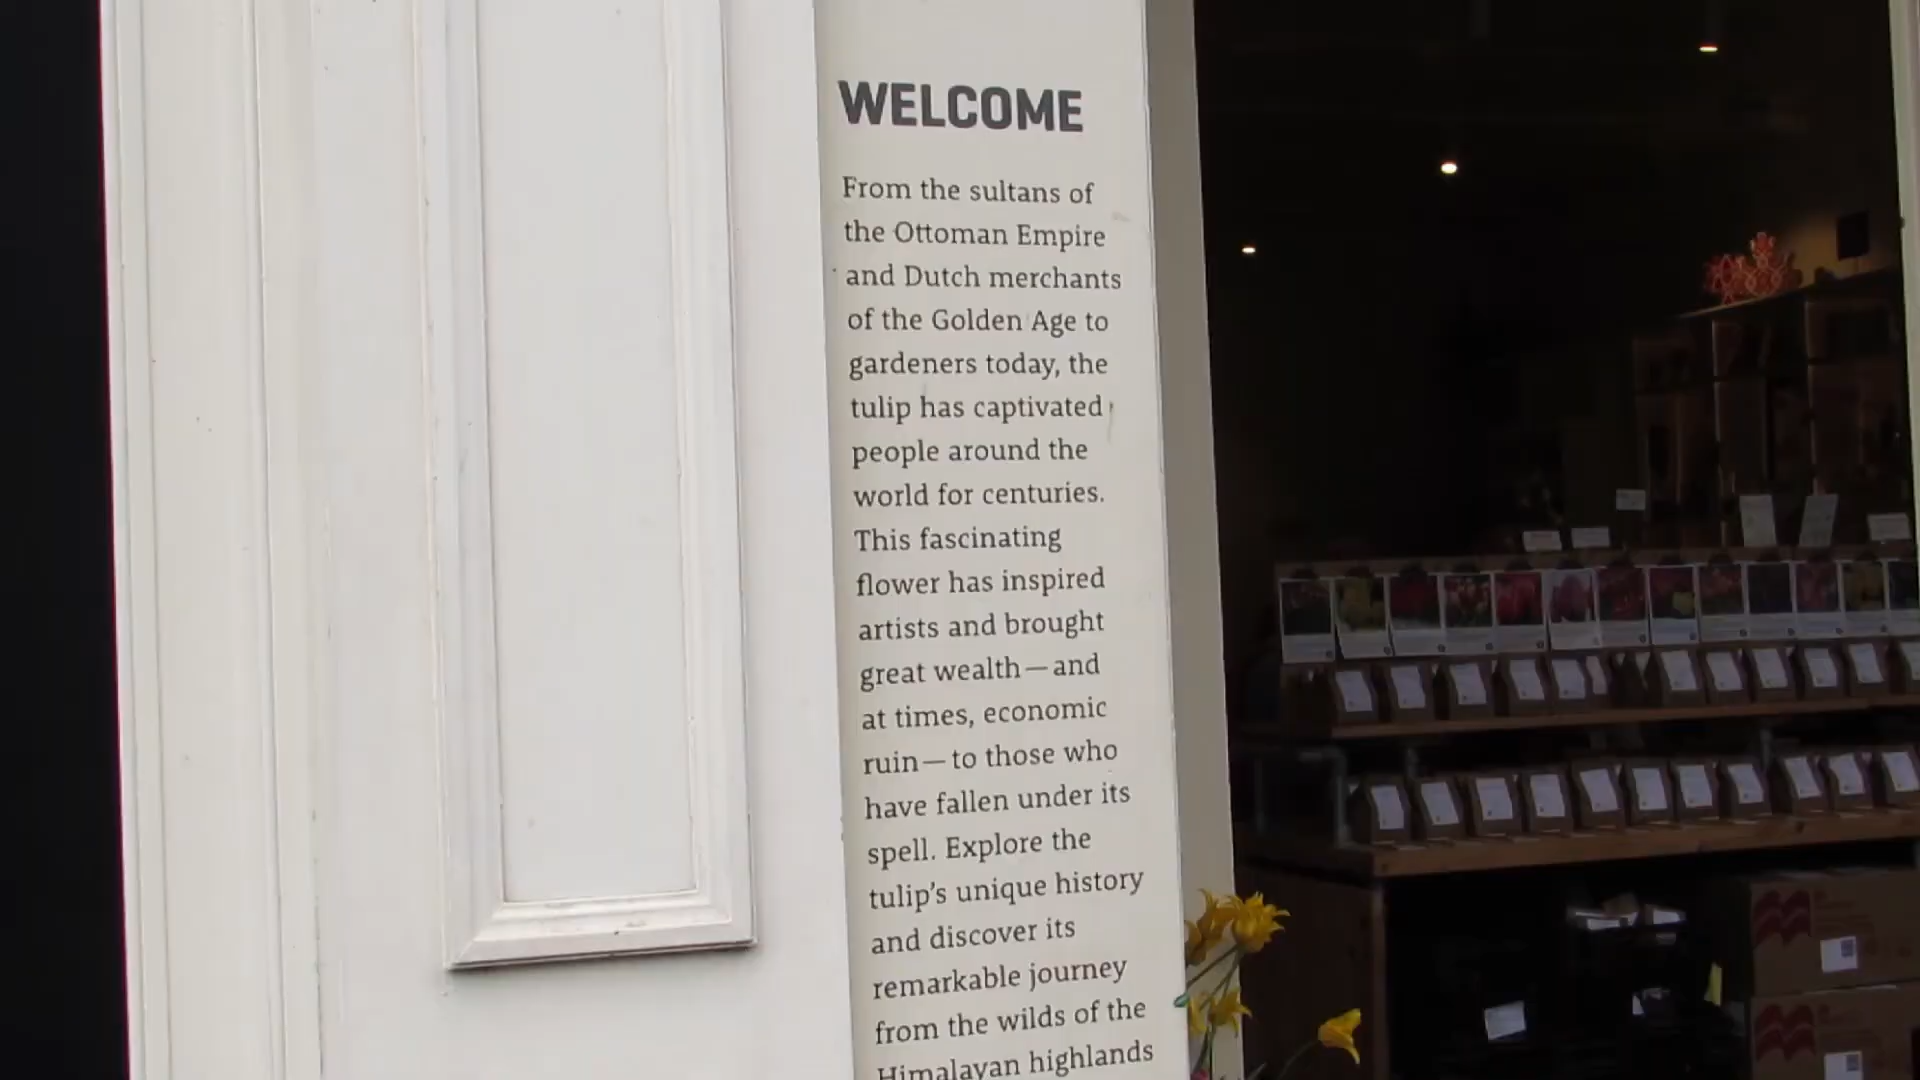 WELCOME
From the sultans of
the Ottoman Empire
and Dutch merchants
of the Golden Age to
gardeners today, the
tulip has captivated
people around the
world for centuries.
This fascinating
flower has inspired
artists and brought
great wealth — and
at times, economic
ruin — to those who
have fallen under its
spell. Explore the
tulip’s unique history
and discover its
remarkable journey
from the wilds of the
Himalayan highlands